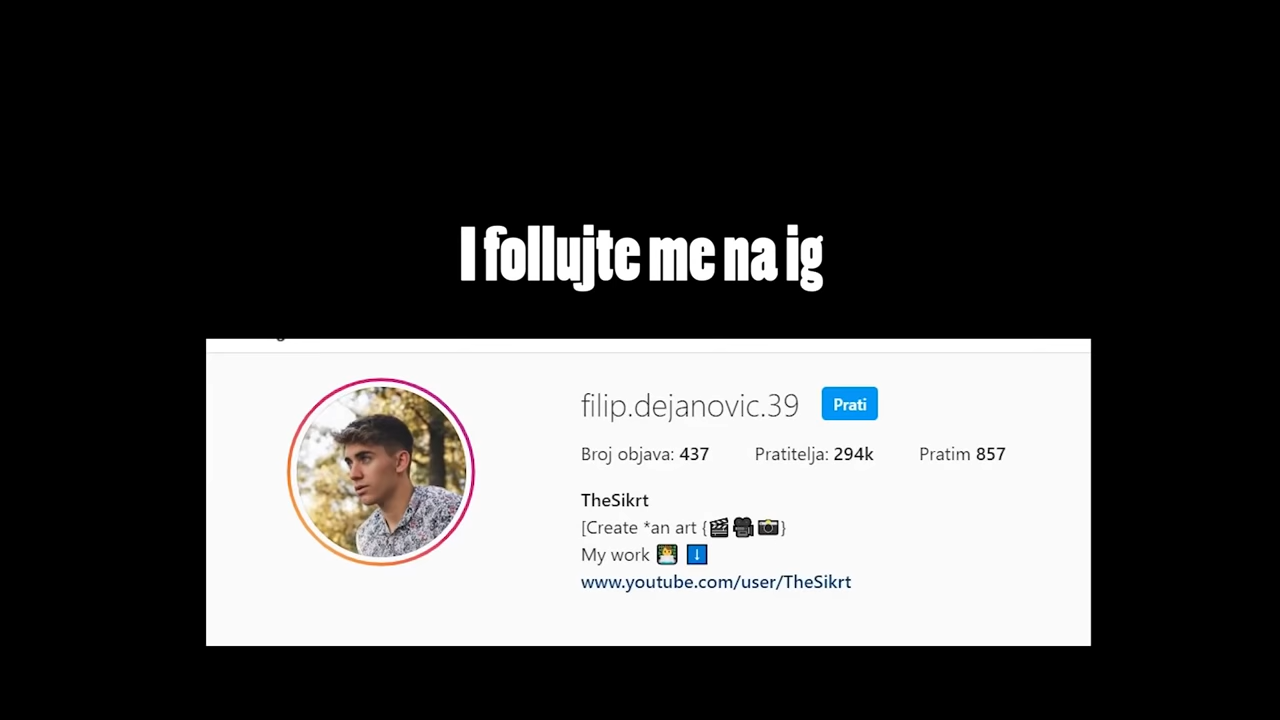 I follujte me na ig
filip.dejanovic.39 Prati
Broj objava: 437 Pratitelja: 294k Pratim 857
TheSikrt
[Create *an art {🎬🎥📸}
My work 👨‍💻 ⬇️
www.youtube.com/user/TheSikrt